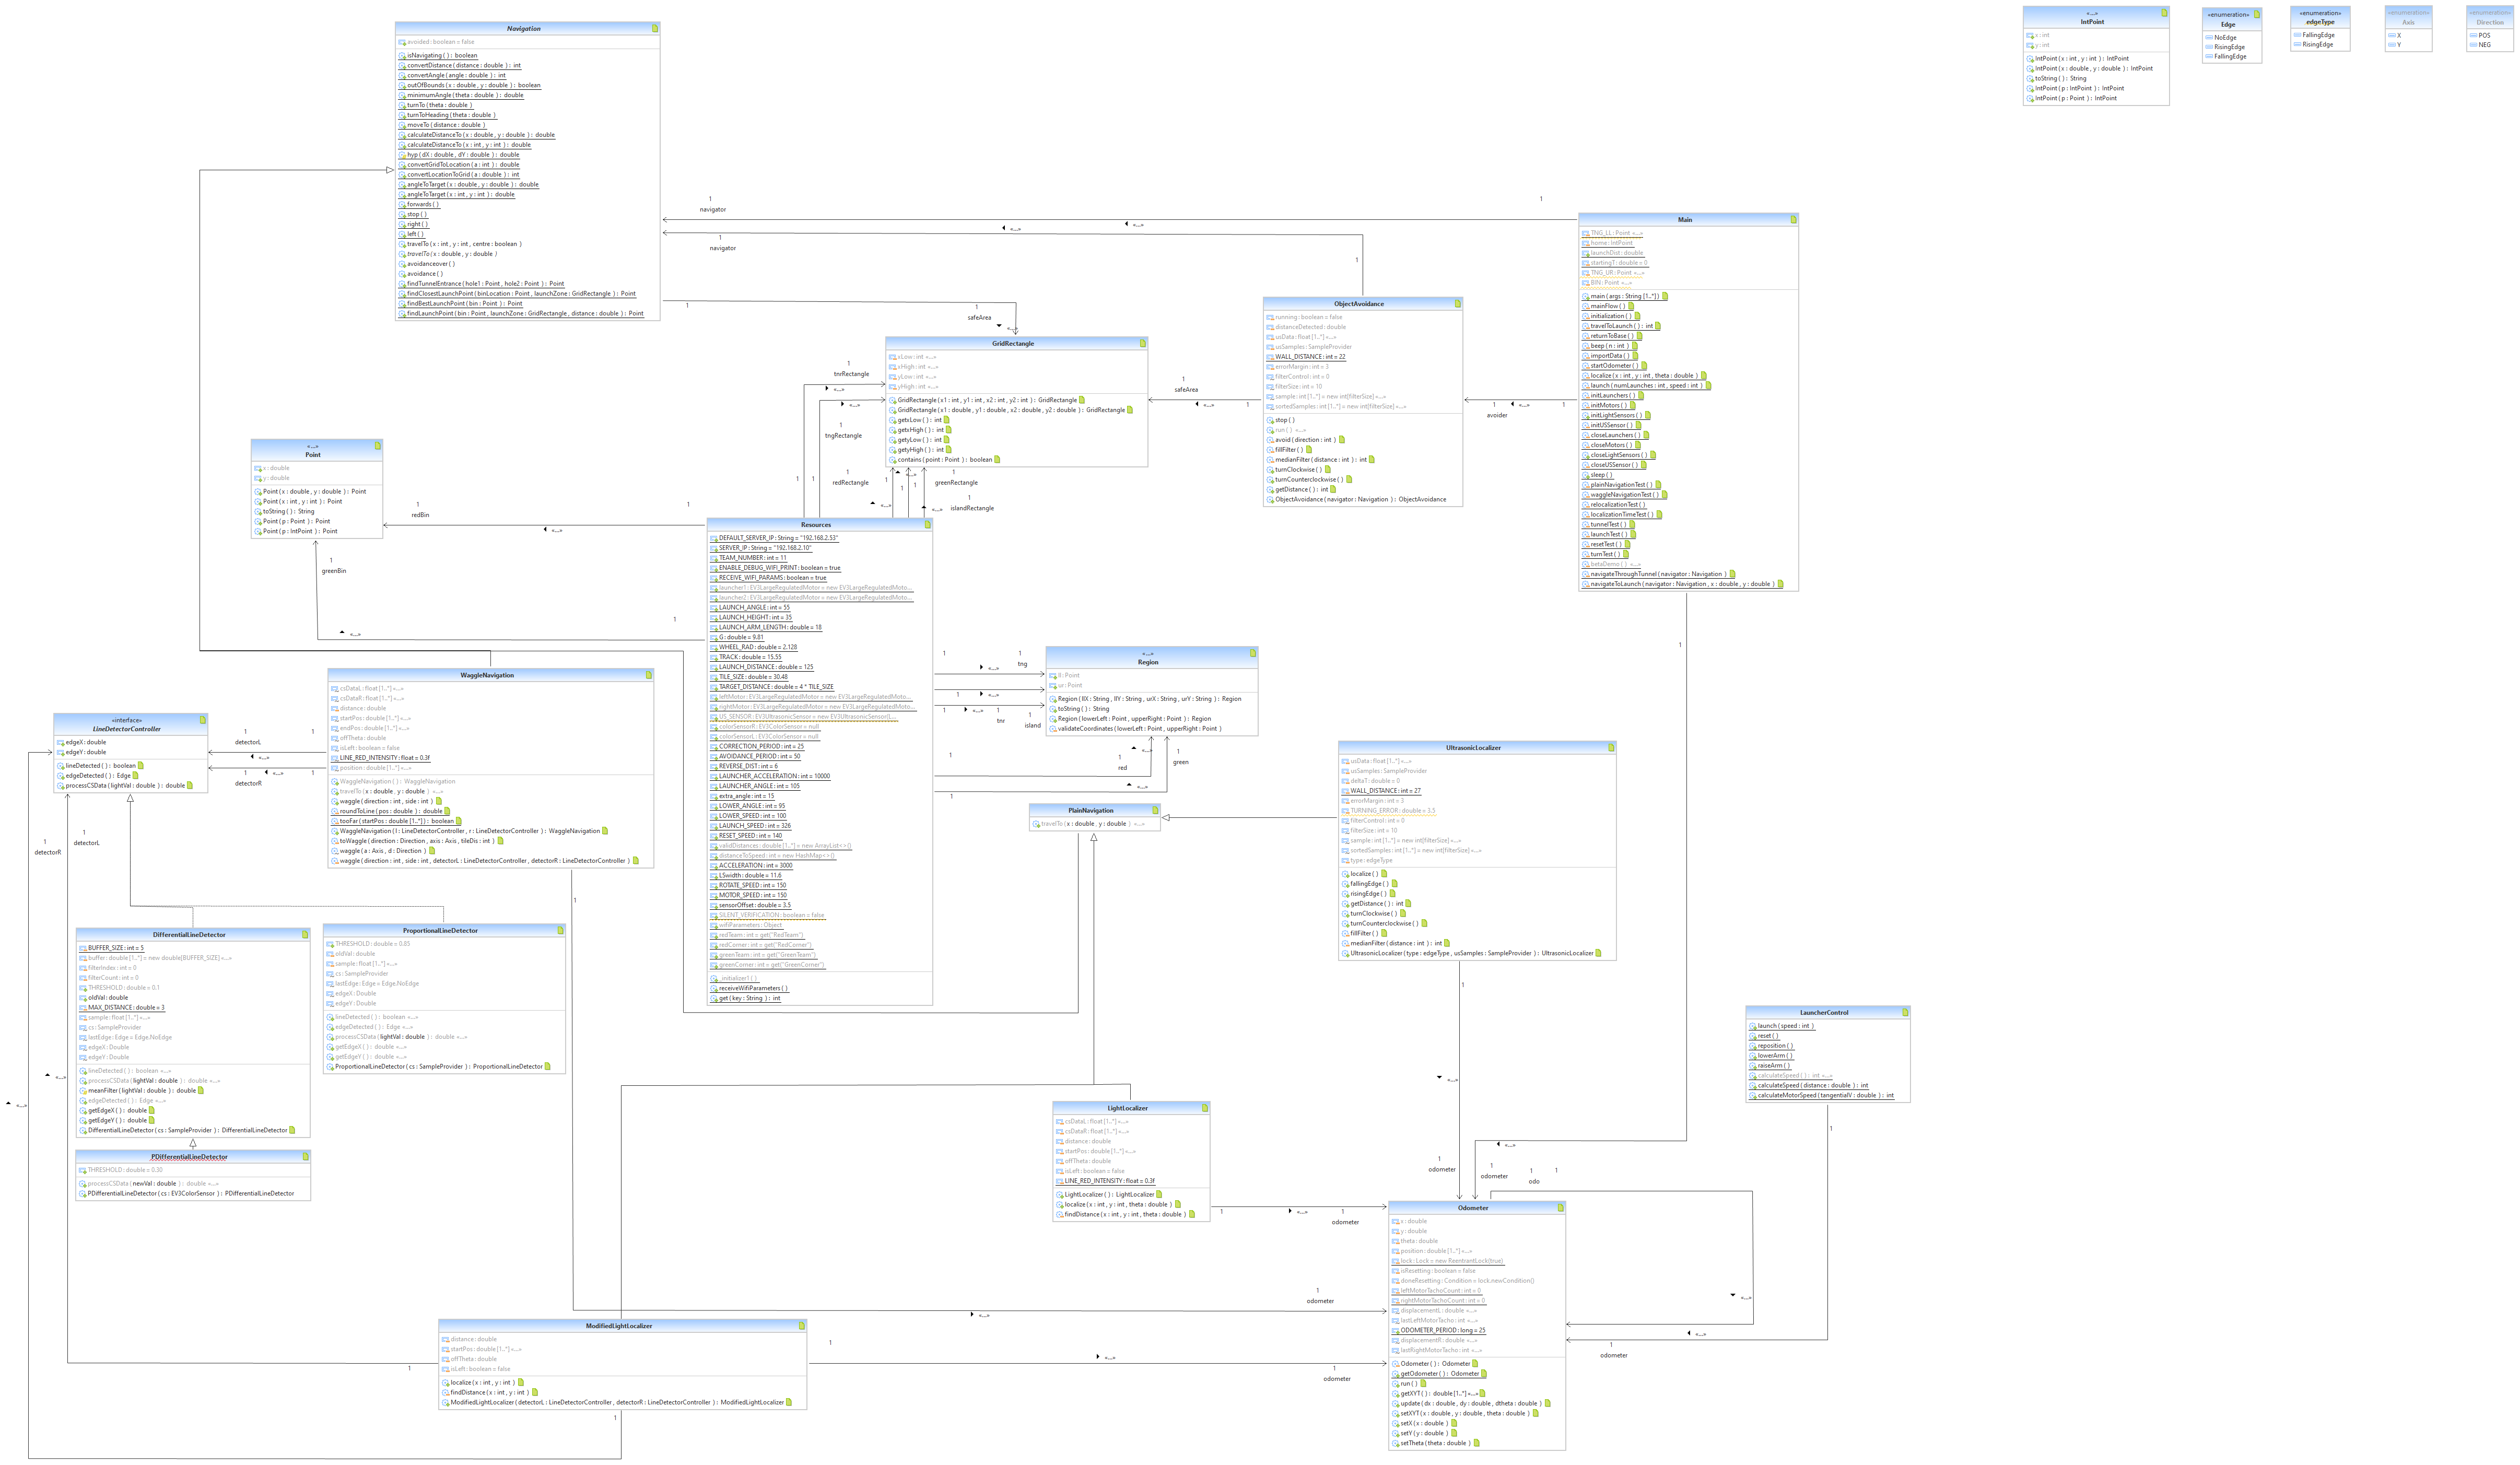 Navigation
avoided: boolean = false
isNavigating ( ) : boolean
convertDistance ( distance : double ) : int
convertAngle ( angle : double ) : int
outOfBounds ( x : double , y : double ) : boolean
minimumAngle ( theta : double ) : double
turnTo ( theta : double )
turnToHeading ( theta : double )
moveTo ( distance : double )
calculateDistanceTo ( x : double , y : double ) : double
calculateDistanceTo ( x : int , y : int ) : double
hyp ( dX : double , dY : double ) : double
convertGridToLocation ( a : int ) : double
convertLocationToGrid ( a : double ) : int
angleToTarget ( x : double , y : double ) : double
angleToTarget ( x : int , y : int ) : double
forwards ( )
stop ( )
right ( )
left ( )
travelTo ( x : int , y : int , centre : boolean )
travelTo ( x : double , y : double )
avoidanceover ( )
avoidance ( )
findTunnelEntrance ( hole1 : Point , hole2 : Point ) : Point
findClosestLaunchPoint ( binLocation : Point , launchZone : GridRectangle ) : Point
findBestLaunchPoint ( bin : Point ) : Point
findLaunchPoint ( bin : Point , launchZone : GridRectangle , distance : double ) : Point
«...»
IntPoint
x : int
y : int
IntPoint ( x : int , y : int ) : IntPoint
IntPoint ( x : double , y : double ) : IntPoint
toString ( ) : String
IntPoint ( p : IntPoint ) : IntPoint
IntPoint ( p : Point ) : IntPoint
«enumeration»
Edge
NoEdge
RisingEdge
FallingEdge
«enumeration»
edgeType
FallingEdge
RisingEdge
«enumeration»
Axis
X
Y
«enumeration»
Direction
POS
NEG
1
navigator
1
«...»
«...»
1
navigator
1
1
1
safeArea
«...»
Main
TNG_LL : Point «...»
home : IntPoint
launchDist : double
startingT : double = 0
TNG_UR : Point «...»
BIN : Point «...»
main ( args : String [1..*] )
mainFlow ( )
initialization ( )
travelToLaunch ( ) : int
returnToBase ( )
beep ( n : int )
importData ( )
startOdometer ( )
localize ( x : int , y : int , theta : double )
launch ( numLaunches : int , speed : int )
initLaunchers ( )
initMotors ( )
initLightSensors ( )
initUSSensor ( )
closeLaunchers ( )
closeMotors ( )
closeLightSensors ( )
closeUSSensor ( )
sleep ( )
plainNavigationTest ( )
waggleNavigationTest ( )
relocalizationTest ( )
localizationTimeTest ( )
tunnelTest ( )
launchTest ( )
resetTest ( )
turnTest ( )
betaDemo ( ) «...»
navigateThroughTunnel ( navigator : Navigation )
navigateToLaunch ( navigator : Navigation , x : double , y : double )
ObjectAvoidance
running : boolean = false
distanceDetected : double
usData : float [1..*] «...»
usSamples : SampleProvider
WALL_DISTANCE : int = 22
errorMargin : int = 3
filterControl : int = 0
filterSize : int = 10
sample : int [1..*] = new int[filterSize] «...»
sortedSamples : int [1..*] = new int[filterSize] «...»
stop ( )
run ( ) «...»
avoid ( direction : int )
fillFilter ( )
medianFilter ( distance : int ) : int
turnClockwise ( )
turnCounterclockwise ( )
getDistance ( ) : int
ObjectAvoidance ( navigator : Navigation ) : ObjectAvoidance
1
«...»
1
avoider
GridRectangle
xLow : int «...»
xHigh : int «...»
yLow : int «...»
yHigh : int «...»
GridRectangle ( x1 : int , y1 : int , x2 : int , y2 : int ) : GridRectangle
GridRectangle ( x1 : double , y1 : double , x2 : double , y2 : double ) : GridRectangle
getxLow ( ) : int
getxHigh ( ) : int
getyLow ( ) : int
getyHigh ( ) : int
contains ( point : Point ) : boolean
1
safeArea
«...»
1
1
tnrRectangle
«...»
«...»
1
tngRectangle
1
redRectangle
«...»
1
greenRectangle
1
islandRectangle
«...»
«...»
1
1
1
1
1
«...»
Point
x : double
y : double
Point ( x : double , y : double ) : Point
Point ( x : int , y : int ) : Point
toString ( ) : String
Point ( p : Point ) : Point
Point ( p : IntPoint ) : Point
1
redBin
1
«...»
1
greenBin
1
«...»
Resources
DEFAULT_SERVER_IP : String = "192.168.2.53"
SERVER_IP : String = "192.168.2.10"
TEAM_NUMBER : int = 11
ENABLE_DEBUG_WIFI_PRINT : boolean = true
RECEIVE_WIFI_PARAMS : boolean = true
launcher1 : EV3LargeRegulatedMotor = new EV3LargeRegulatedMoto...
launcher2 : EV3LargeRegulatedMotor = new EV3LargeRegulatedMoto...
LAUNCH_ANGLE : int = 55
LAUNCH_HEIGHT : int = 35
LAUNCH_ARM_LENGTH : double = 18
G : double = 9.81
WHEEL_RAD : double = 2.128
TRACK : double = 15.55
LAUNCH_DISTANCE : double = 125
TILE_SIZE : double = 30.48
TARGET_DISTANCE : double = 4 * TILE_SIZE
leftMotor : EV3LargeRegulatedMotor = new EV3LargeRegulatedMoto...
rightMotor : EV3LargeRegulatedMotor = new EV3LargeRegulatedMoto...
US_SENSOR : EV3UltrasonicSensor = new EV3UltrasonicSensor(L...
colorSensorR : EV3ColorSensor = null
colorSensorL : EV3ColorSensor = null
CORRECTION_PERIOD : int = 25
AVOIDANCE_PERIOD : int = 50
REVERSE_DIST : int = 6
LAUNCHER_ACCELERATION : int = 10000
LAUNCHER_ANGLE : int = 105
extra_angle : int = 15
LOWER_ANGLE : int = 95
LOWER_SPEED : int = 100
LAUNCH_SPEED : int = 326
RESET_SPEED : int = 140
validDistances : double [1..*] = new ArrayList<>()
distanceToSpeed : int = new HashMap<>()
ACCELERATION : int = 3000
LSwidth : double = 11.6
ROTATE_SPEED : int = 150
MOTOR_SPEED : int = 150
sensorOffset : double = 3.5
SILENT_VERIFICATION : boolean = false
wifiParameters : Object
redTeam : int = get("RedTeam")
redCorner : int = get("RedCorner")
greenTeam : int = get("GreenTeam")
greenCorner : int = get("GreenCorner")
_initializer1 ( )
receiveWifiParameters ( )
get ( key : String ) : int
1
1
tng
«...»
1
«...»
1
tnr
1
«...»
1
island
1
«...»
1
red
1
green
1
«...»
«...»
Region
ll : Point
ur : Point
Region ( llX : String , llY : String , urX : String , urY : String ) : Region
toString ( ) : String
Region ( lowerLeft : Point , upperRight : Point ) : Region
validateCoordinates ( lowerLeft : Point , upperRight : Point )
WaggleNavigation
csDataL : float [1..*] «...»
csDataR : float [1..*] «...»
distance : double
startPos : double [1..*] «...»
endPos : double [1..*] «...»
offTheta : double
isLeft : boolean = false
LINE_RED_INTENSITY : float = 0.3f
position : double [1..*] «...»
WaggleNavigation ( ) : WaggleNavigation
travelTo ( x : double , y : double ) «...»
waggle ( direction : int , side : int )
roundToLine ( pos : double ) : double
tooFar ( startPos : double [1..*] ) : boolean
WaggleNavigation ( l : LineDetectorController , r : LineDetectorController ) : WaggleNavigation
toWaggle ( direction : Direction , axis : Axis , tileDis : int )
waggle ( a : Axis , d : Direction )
waggle ( direction : int , side : int , detectorL : LineDetectorController , detectorR : LineDetectorController )
«interface»
LineDetectorController
edgeX : double
edgeY : double
lineDetected ( ) : boolean
edgeDetected ( ) : Edge
processCSData ( lightVal : double ) : double
1
detectorL
1
«...»
1
«...»
1
detectorR
1
detectorR
1
detectorL
PlainNavigation
travelTo ( x : double , y : double ) «...»
UltrasonicLocalizer
usData : float [1..*] «...»
usSamples : SampleProvider
deltaT : double = 0
WALL_DISTANCE : int = 27
errorMargin : int = 3
TURNING_ERROR : double = 3.5
filterControl : int = 0
filterSize : int = 10
sample : int [1..*] = new int[filterSize] «...»
sortedSamples : int [1..*] = new int[filterSize] «...»
type : edgeType
localize ( )
fallingEdge ( )
risingEdge ( )
getDistance ( ) : int
turnClockwise ( )
turnCounterclockwise ( )
fillFilter ( )
medianFilter ( distance : int ) : int
UltrasonicLocalizer ( type : edgeType , usSamples : SampleProvider ) : UltrasonicLocalizer
1
1
1
DifferentialLineDetector
BUFFER_SIZE : int = 5
buffer : double [1..*] = new double[BUFFER_SIZE] «...»
filterIndex : int = 0
filterCount : int = 0
THRESHOLD : double = 0.1
oldVal : double
MAX_DISTANCE : double = 3
sample : float [1..*] «...»
cs : SampleProvider
lastEdge : Edge = Edge.NoEdge
edgeX : Double
edgeY : Double
lineDetected ( ) : boolean «...»
processCSData ( lightVal : double ) : double «...»
meanFilter ( lightVal : double ) : double
edgeDetected ( ) : Edge «...»
getEdgeX ( ) : double
getEdgeY ( ) : double
DifferentialLineDetector ( cs : SampleProvider ) : DifferentialLineDetector
ProportionalLineDetector
THRESHOLD : double = 0.85
oldVal : double
sample : float [1..*] «...»
cs : SampleProvider
lastEdge : Edge = Edge.NoEdge
edgeX : Double
edgeY : Double
lineDetected ( ) : boolean «...»
edgeDetected ( ) : Edge «...»
processCSData ( lightVal : double ) : double «...»
getEdgeX ( ) : double «...»
getEdgeY ( ) : double «...»
ProportionalLineDetector ( cs : SampleProvider ) : ProportionalLineDetector
PDifferentialLineDetector
THRESHOLD : double = 0.30
processCSData ( newVal : double ) : double «...»
PDifferentialLineDetector ( cs : EV3ColorSensor ) : PDifferentialLineDetector
«...»
«...»
LauncherControl
launch ( speed : int )
reset ( )
reposition ( )
lowerArm ( )
raiseArm ( )
calculateSpeed ( ) : int «...»
calculateSpeed ( distance : double ) : int
calculateMotorSpeed ( tangentialV : double ) : int
1
LightLocalizer
csDataL : float [1..*] «...»
csDataR : float [1..*] «...»
distance : double
startPos : double [1..*] «...»
offTheta : double
isLeft : boolean = false
LINE_RED_INTENSITY : float = 0.3f
LightLocalizer ( ) : LightLocalizer
localize ( x : int , y : int , theta : double )
findDistance ( x : int , y : int , theta : double )
«...»
«...»
1
odometer
1
odometer
1
odo
1
1
«...»
1
odometer
Odometer
x : double
y : double
theta : double
position : double [1..*] «...»
lock : Lock = new ReentrantLock(true)
isResetting : boolean = false
doneResetting : Condition = lock.newCondition()
leftMotorTachoCount : int = 0
rightMotorTachoCount : int = 0
displacementL : double «...»
lastLeftMotorTacho : int «...»
ODOMETER_PERIOD : long = 25
displacementR : double «...»
lastRightMotorTacho : int «...»
Odometer ( ) : Odometer
getOdometer ( ) : Odometer
run ( )
getXYT ( ) : double [1..*] «...»
update ( dx : double , dy : double , dtheta : double )
setXYT ( x : double , y : double , theta : double )
setX ( x : double )
setY ( y : double )
setTheta ( theta : double )
«...»
«...»
odometer
1
odometer
«...»
ModifiedLightLocalizer
distance : double
startPos : double [1..*] «...»
offTheta : double
isLeft : boolean = false
localize ( x : int , y : int )
findDistance ( x : int , y : int )
ModifiedLightLocalizer ( detectorL : LineDetectorController , detectorR : LineDetectorController ) : ModifiedLightLocalizer
1
«...»
1
odometer
1
1